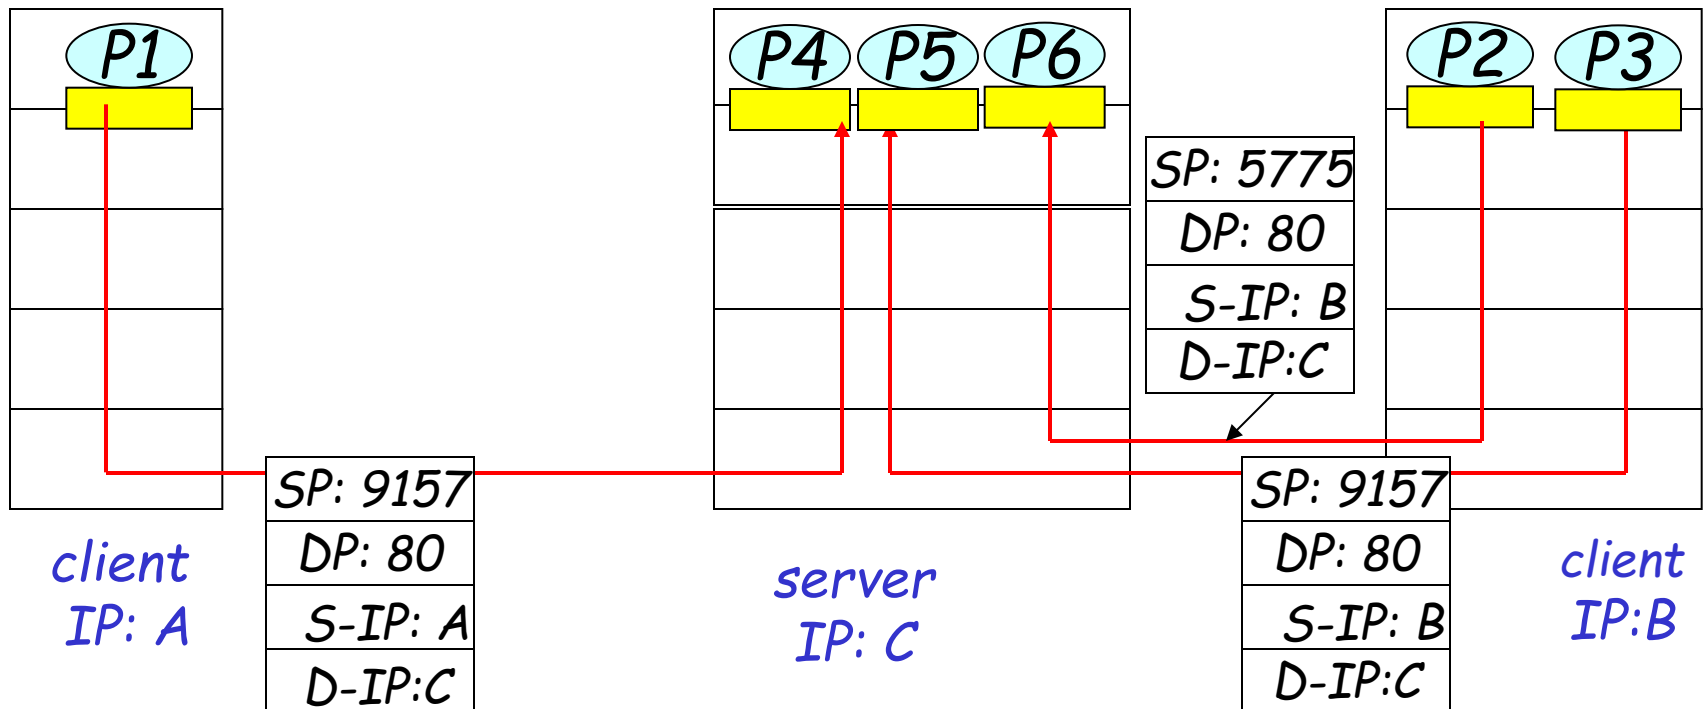 P1
P4
P5
P6
P2
P3
SP: 5775
DP: 80
S-IP: B
D-IP:C
SP: 9157
DP: 80
S-IP: A
D-IP:C
SP: 9157
DP: 80
S-IP: B
D-IP:C
client
IP: A
server
IP: C
client
IP:B